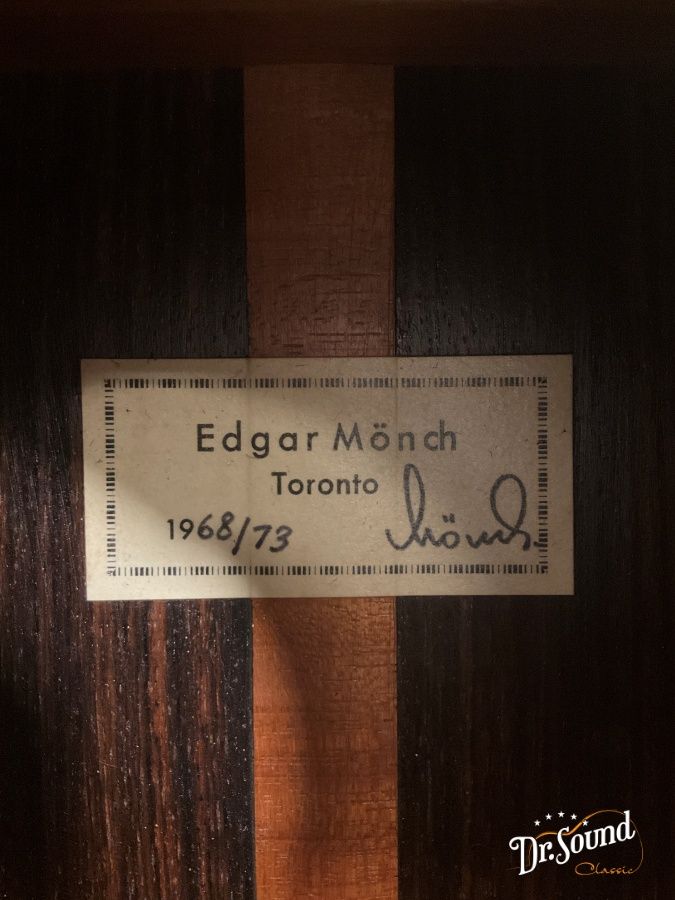 Edgar Mönch
Toronto
1968/73
Mönch
Dr. Sound
Classic